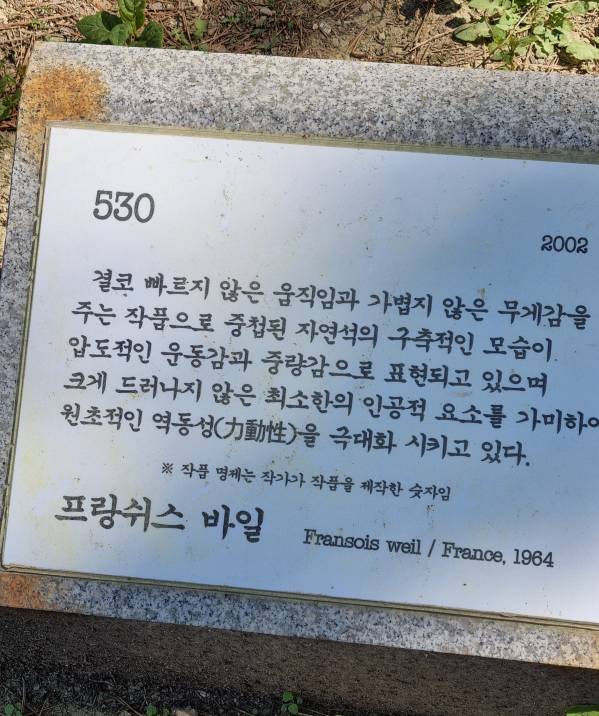 530
2002
결코 빠르지 않은 움직임과 가볍지 않은 무게감을
주는 작품으로 중첩된 자연석의 구축적인 모습이
압도적인 운동감과 중량감으로 표현되고 있으며
크게 드러나지 않은 최소한의 인공적 요소를 가미하여
원초적인 역동성(力動性)을 극대화 시키고 있다.
※ 작품 명제는 작가가 작품을 제작한 숫자임
프랑쉬스 바일
Fransois weil / France, 1964